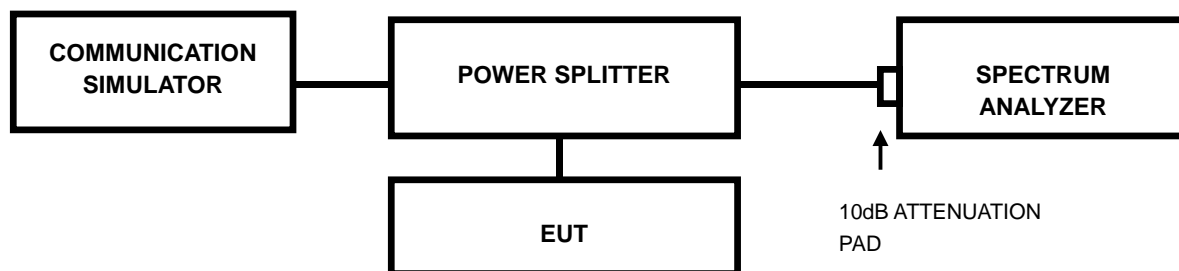 COMMUNICATION
SIMULATOR
POWER SPLITTER
SPECTRUM
ANALYZER
EUT
10dB ATTENUATION
PAD